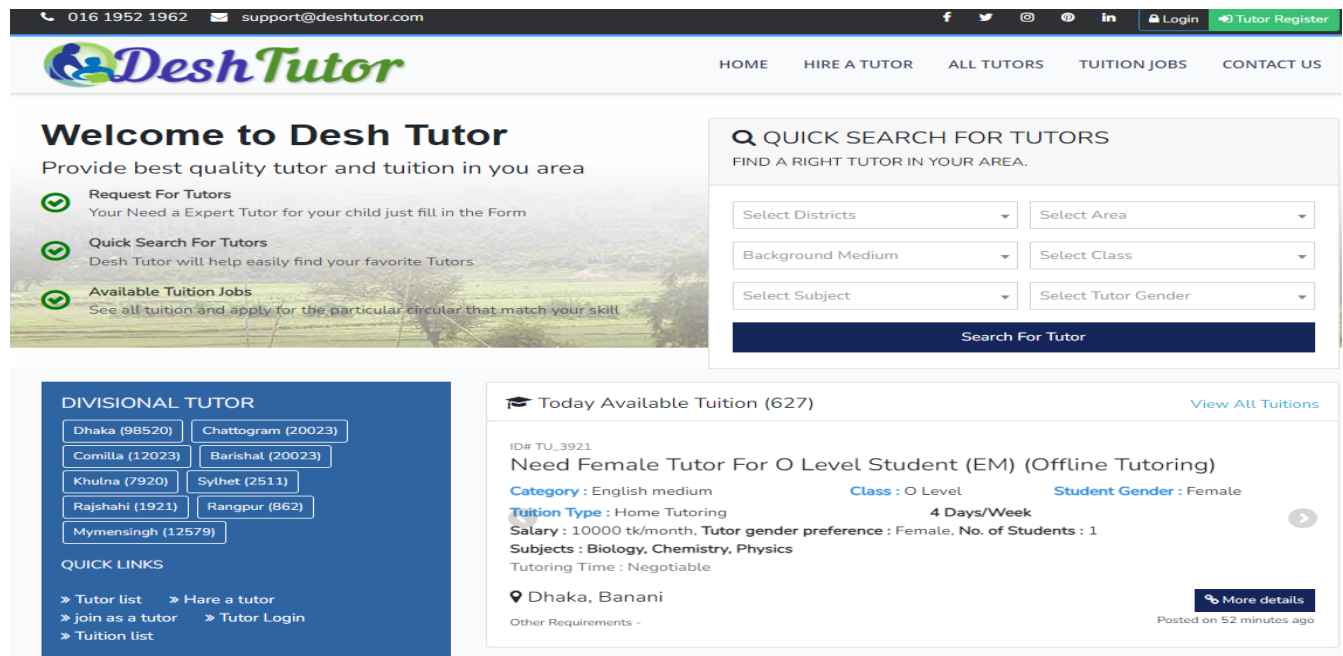 016 1952 1962 support@deshtutor.com
Login Tutor Register
DeshTutor
HOME HIRE A TUTOR ALL TUTORS TUITION JOBS CONTACT US
Welcome to Desh Tutor
Provide best quality tutor and tuition in you area
Request For Tutors
Your Need a Expert Tutor for your child just fill in the Form
Quick Search For Tutors
Desh Tutor will help easily find your favorite Tutors
Available Tuition Jobs
See all tuition and apply for the particular circular that match your skill
QUICK SEARCH FOR TUTORS
FIND A RIGHT TUTOR IN YOUR AREA.
Select Districts Select Area
Background Medium Select Class
Select Subject Select Tutor Gender
Search For Tutor
DIVISIONAL TUTOR
Dhaka (98520) Chattogram (20023)
Comilla (12023) Barishal (20023)
Khulna (7920) Sylhet (2511)
Rajshahi (1921) Rangpur (862)
Mymensingh (12579)
QUICK LINKS
» Tutor list » Hare a tutor
» join as a tutor » Tutor Login
» Tuition list
Today Available Tuition (627) View All Tuitions
ID# TU_3921
Need Female Tutor For O Level Student (EM) (Offline Tutoring)
Category : English medium Class : O Level Student Gender : Female
Tuition Type : Home Tutoring 4 Days/Week
Salary : 10000 tk/month, Tutor gender preference : Female, No. of Students : 1
Subjects : Biology, Chemistry, Physics
Tutoring Time : Negotiable
Dhaka, Banani
More details
Other Requirements -
Posted on 52 minutes ago